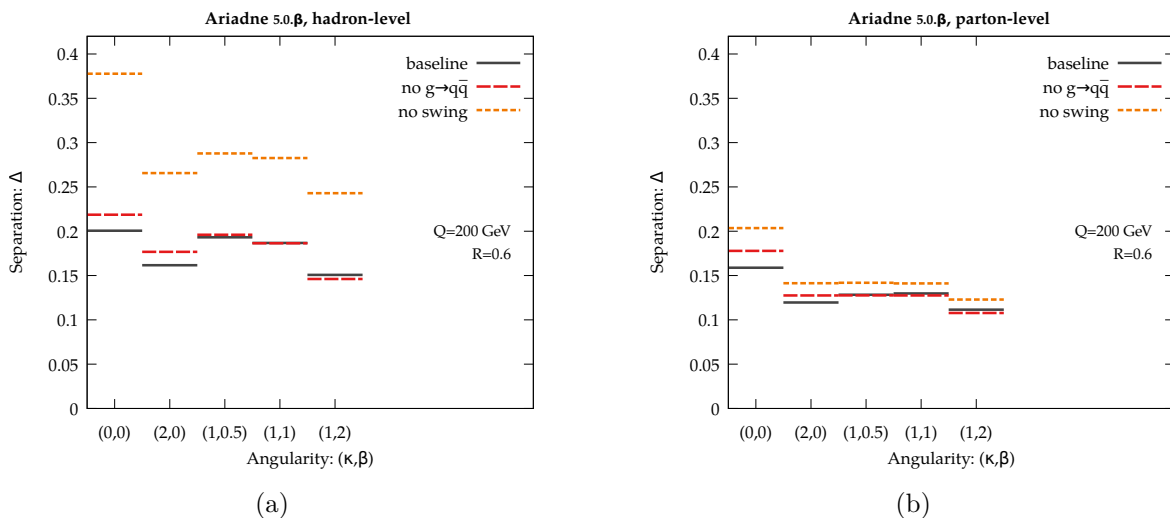 Ariadne 5.0.β, hadron-level
baseline
no g→qq̅
no swing
Q=200 GeV
R=0.6
Separation: Δ
0.4
0.35
0.3
0.25
0.2
0.15
0.1
0.05
0
(0,0) (2,0) (1,0.5) (1,1) (1,2)
Angularity: (κ,β)
(a)
Ariadne 5.0.β, parton-level
baseline
no g→qq̅
no swing
Q=200 GeV
R=0.6
Separation: Δ
0.4
0.35
0.3
0.25
0.2
0.15
0.1
0.05
0
(0,0) (2,0) (1,0.5) (1,1) (1,2)
Angularity: (κ,β)
(b)